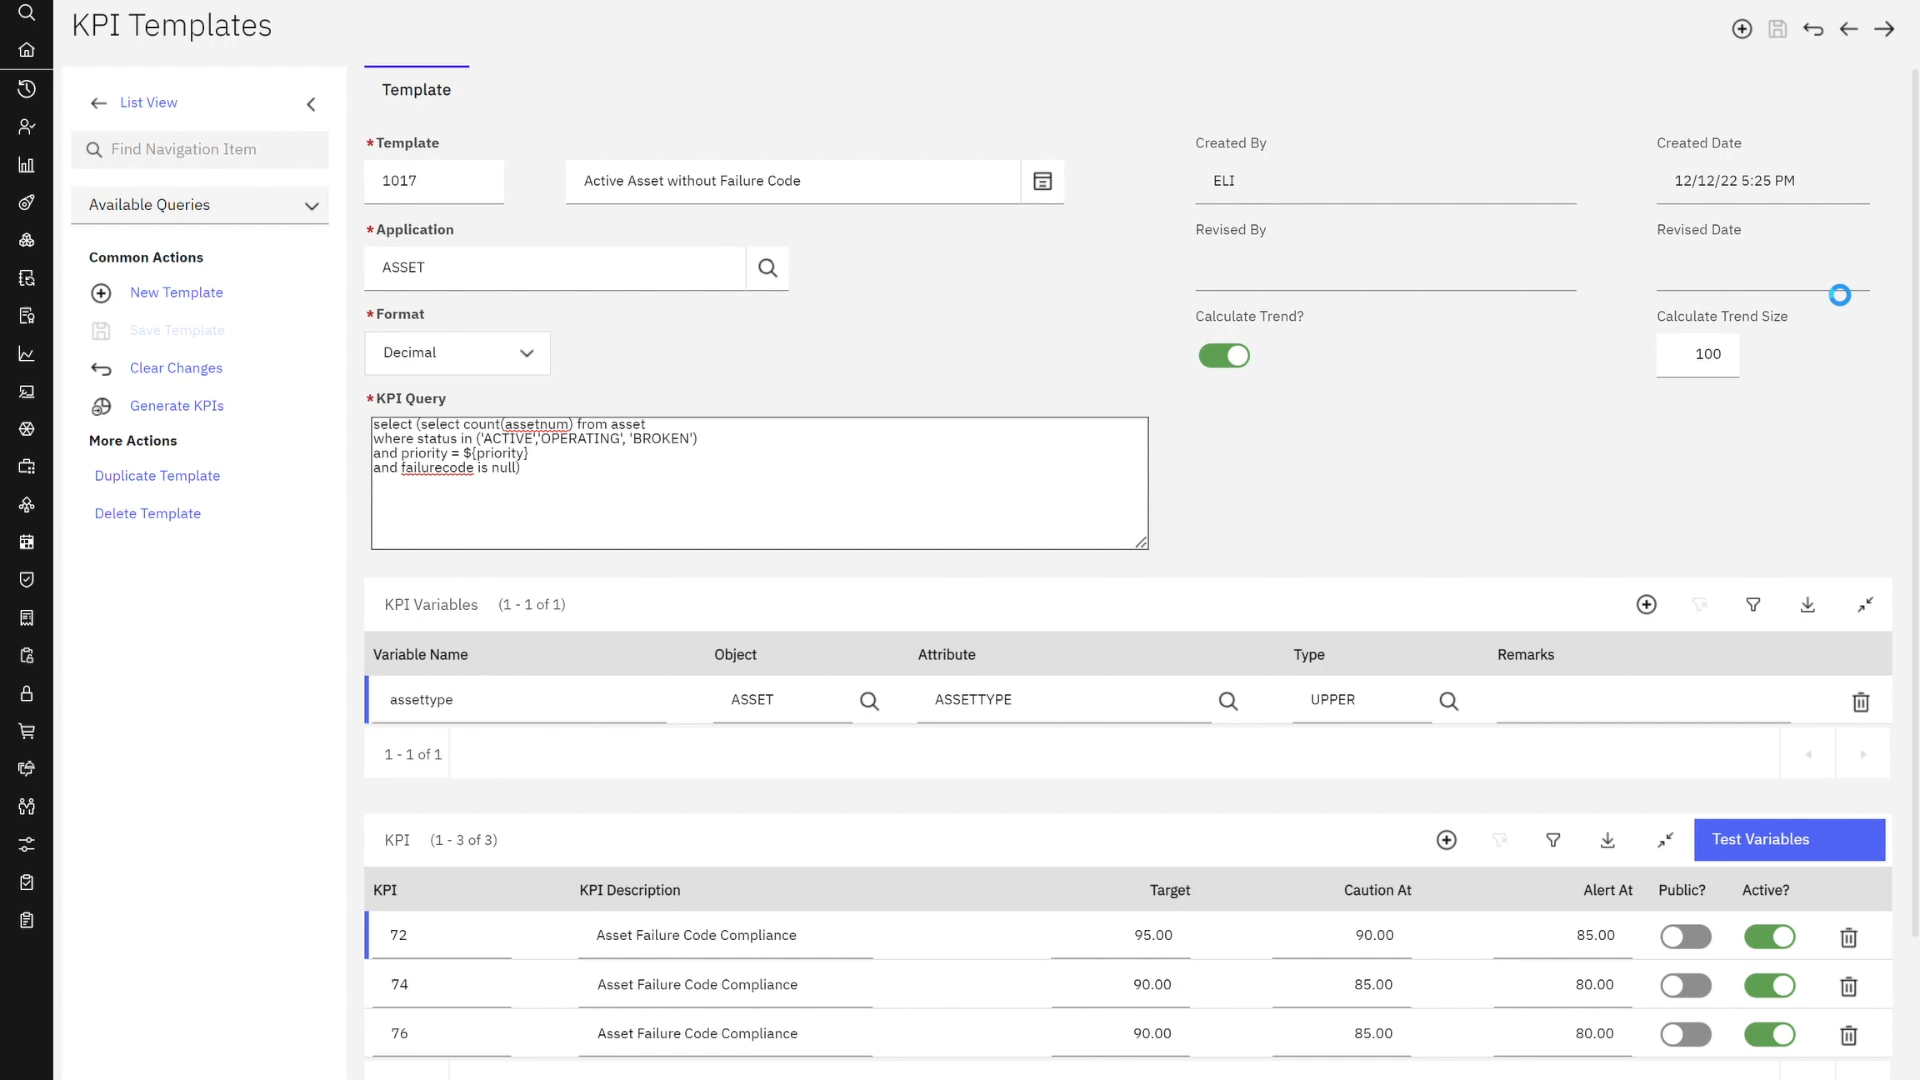 KPI Templates
List View
Find Navigation Item
Available Queries
Common Actions
New Template
Save Template
Clear Changes
Generate KPIs
More Actions
Duplicate Template
Delete Template
Template
*Template
1017
Active Asset without Failure Code
Created By
ELI
Created Date
12/12/22 5:25 PM
*Application
ASSET
Revised By
Revised Date
*Format
Decimal
Calculate Trend?
Calculate Trend Size
100
*KPI Query
select (select count(assetnum) from asset
where status in ('ACTIVE','OPERATING', 'BROKEN')
and priority = ${priority}
and failurecode is null)
KPI Variables (1 - 1 of 1)
Variable Name Object Attribute Type Remarks
assettype ASSET ASSETTYPE UPPER
1 - 1 of 1
KPI (1 - 3 of 3)
Test Variables
KPI KPI Description Target Caution At Alert At Public? Active?
72 Asset Failure Code Compliance 95.00 90.00 85.00
74 Asset Failure Code Compliance 90.00 85.00 80.00
76 Asset Failure Code Compliance 90.00 85.00 80.00